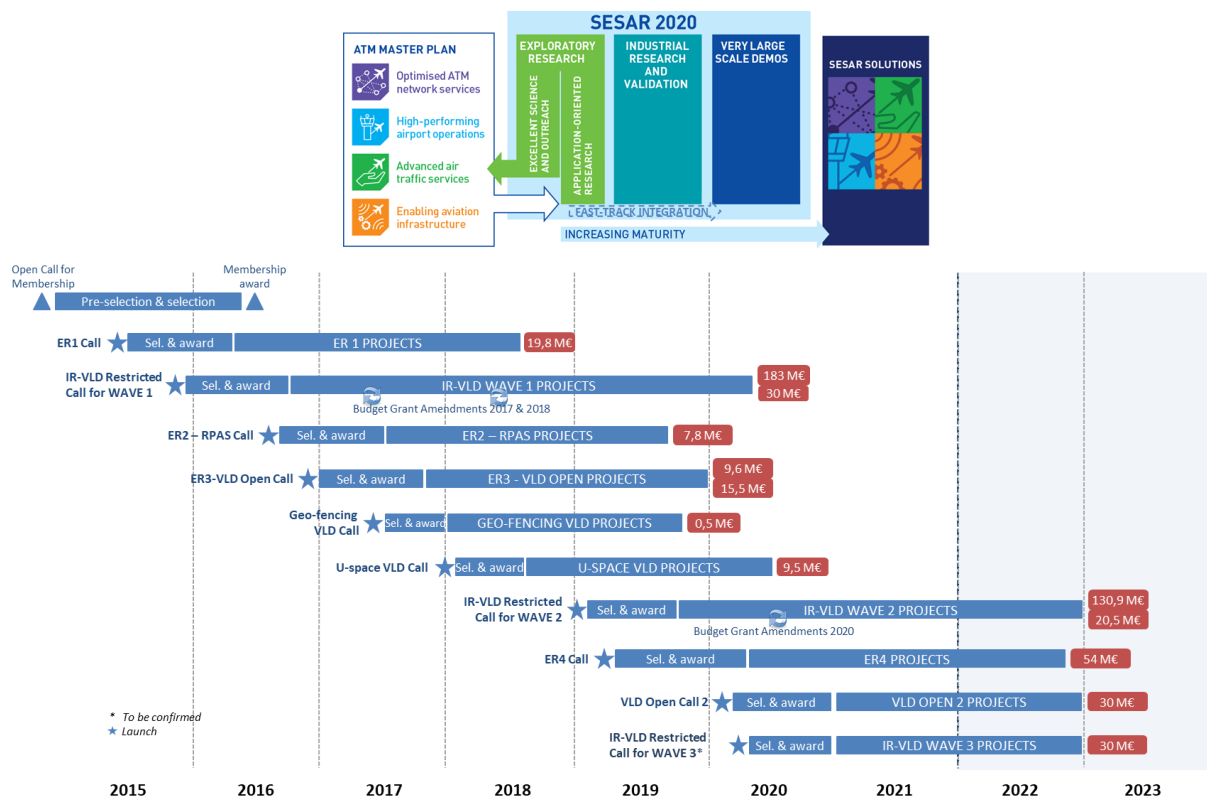 SESAR 2020
ATM MASTER PLAN
Optimised ATM
network services
High-performing
airport operations
Advanced air
traffic services
Enabling aviation
infrastructure
EXPLORATORY
RESEARCH
EXCELLENT SCIENCE
AND OUTREACH
APPLICATION-ORIENTED
RESEARCH
INDUSTRIAL
RESEARCH
AND
VALIDATION
VERY LARGE
SCALE DEMOS
SESAR SOLUTIONS
FAST-TRACK INTEGRATION
INCREASING MATURITY
Open Call for
Membership
Membership
award
Pre-selection & selection
ER1 Call
Sel. & award
ER 1 PROJECTS
19,8 M€
IR-VLD Restricted
Call for WAVE 1
Sel. & award
IR-VLD WAVE 1 PROJECTS
183 M€
30 M€
Budget Grant Amendments 2017 & 2018
ER2 – RPAS Call
Sel. & award
ER2 – RPAS PROJECTS
7,8 M€
ER3-VLD Open Call
Sel. & award
ER3 - VLD OPEN PROJECTS
9,6 M€
15,5 M€
Geo-fencing
VLD Call
Sel. & award
GEO-FENCING VLD PROJECTS
0,5 M€
U-space VLD Call
Sel. & award
U-SPACE VLD PROJECTS
9,5 M€
IR-VLD Restricted
Call for WAVE 2
Sel. & award
IR-VLD WAVE 2 PROJECTS
130,9 M€
20,5 M€
Budget Grant Amendments 2020
ER4 Call
Sel. & award
ER4 PROJECTS
54 M€
VLD Open Call 2
Sel. & award
VLD OPEN 2 PROJECTS
30 M€
IR-VLD Restricted
Call for WAVE 3*
Sel. & award
IR-VLD WAVE 3 PROJECTS
30 M€
* To be confirmed
Launch
2015 2016 2017 2018 2019 2020 2021 2022 2023